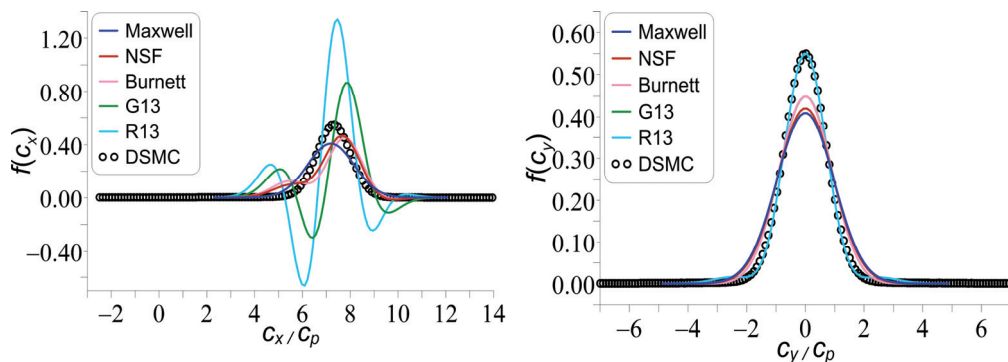 1.20
0.80
0.40
0.00
−0.40
f(cₓ)
Maxwell
NSF
Burnett
G13
R13
DSMC
−2 0 2 4 6 8 10 12 14
cₓ/cₚ
0.60
0.50
0.40
0.30
0.20
0.10
0.00
f(c_y)
Maxwell
NSF
Burnett
G13
R13
DSMC
−6 −4 −2 0 2 4 6
c_y/cₚ